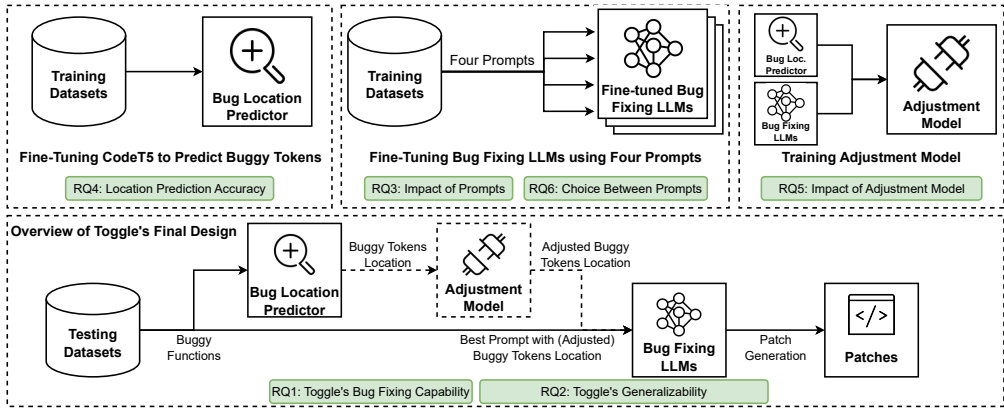 Training
Datasets
Bug Location
Predictor
Fine-Tuning CodeT5 to Predict Buggy Tokens
RQ4: Location Prediction Accuracy
Training
Datasets
Four Prompts
Fine-tuned Bug
Fixing LLMs
Fine-Tuning Bug Fixing LLMs using Four Prompts
RQ3: Impact of Prompts
RQ6: Choice Between Prompts
Bug Loc.
Predictor
Bug Fixing
LLMs
Adjustment
Model
Training Adjustment Model
RQ5: Impact of Adjustment Model
Overview of Toggle's Final Design
Testing
Datasets
Buggy
Functions
Bug Location
Predictor
Buggy Tokens
Location
Adjustment
Model
Adjusted Buggy
Tokens Location
Best Prompt with (Adjusted)
Buggy Tokens Location
Bug Fixing
LLMs
Patch
Generation
</>
Patches
RQ1: Toggle's Bug Fixing Capability
RQ2: Toggle's Generalizability